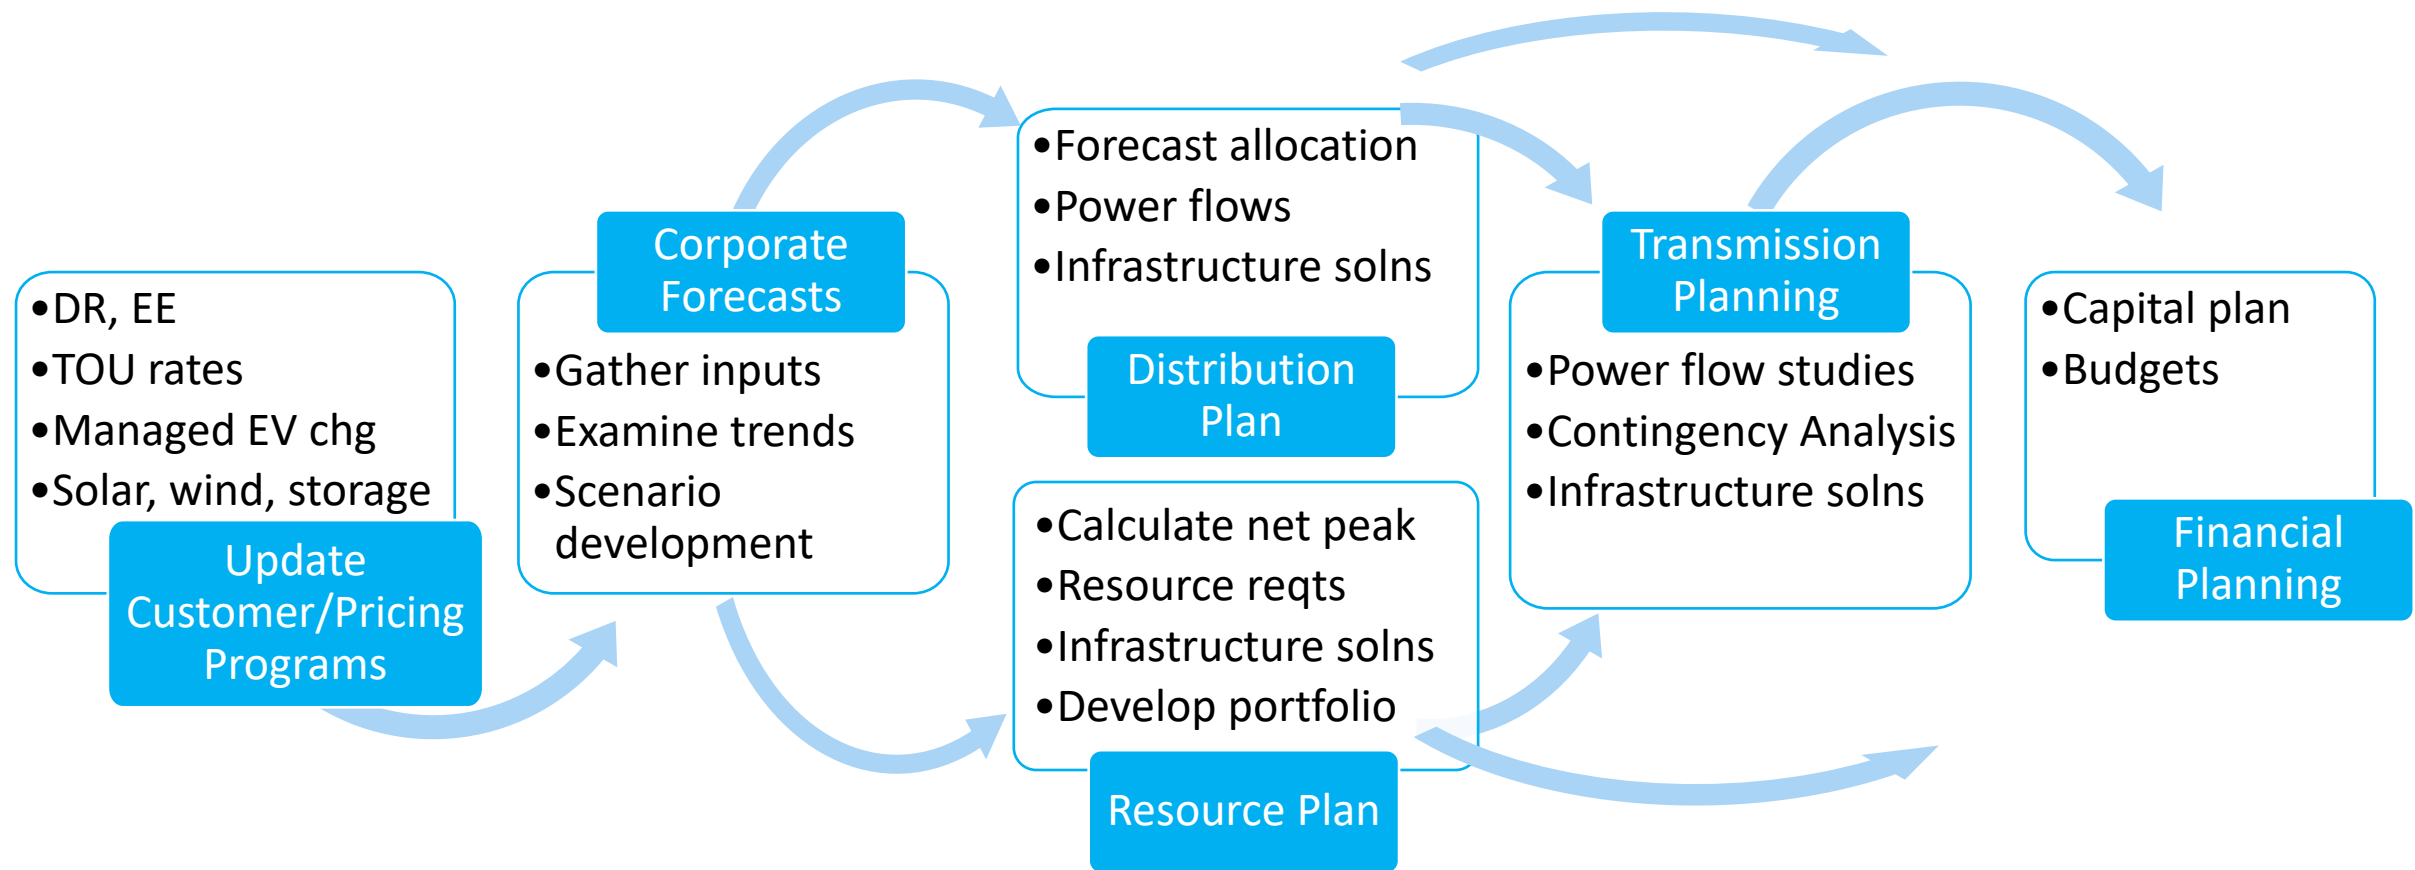 •DR, EE
•TOU rates
•Managed EV chg
•Solar, wind, storage
Update
Customer/Pricing
Programs
Corporate
Forecasts
•Gather inputs
•Examine trends
•Scenario
development
•Forecast allocation
•Power flows
•Infrastructure solns
Distribution
Plan
•Calculate net peak
•Resource reqts
•Infrastructure solns
•Develop portfolio
Resource Plan
Transmission
Planning
•Power flow studies
•Contingency Analysis
•Infrastructure solns
•Capital plan
•Budgets
Financial
Planning